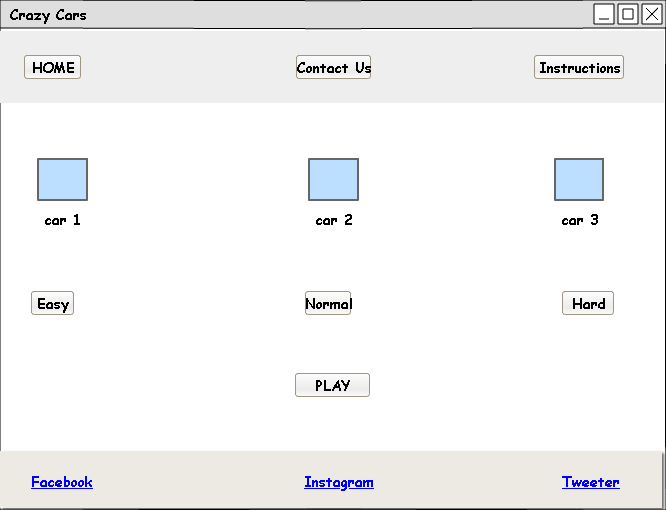 Crazy Cars
HOME Contact Us Instructions
car 1 car 2 car 3
Easy Normal Hard
PLAY
Facebook Instagram Tweeter